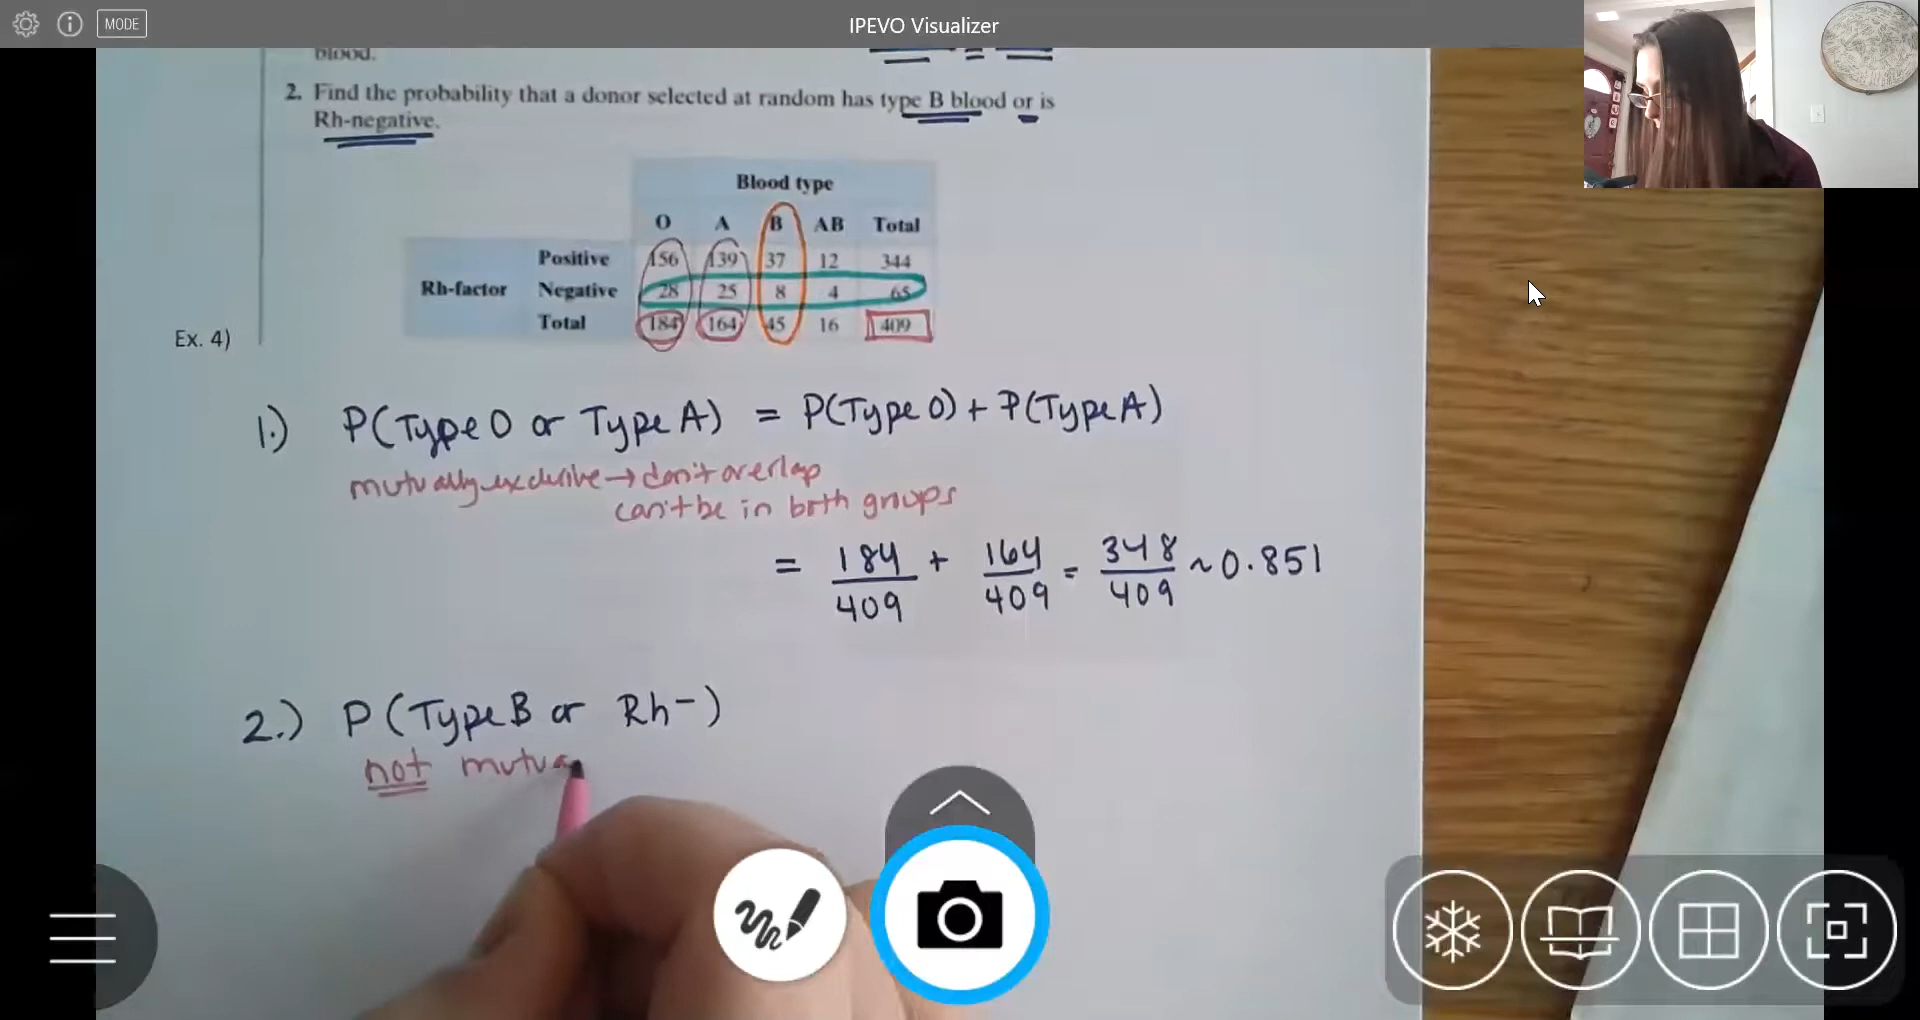 MODE
IPEVO Visualizer
blood.
2. Find the probability that a donor selected at random has type B blood or is
Rh-negative.
Blood type
O A B AB Total
Positive 156 139 37 12 344
Rh-factor Negative 28 25 8 4 65
Total 184 164 45 16 409
Ex. 4)
1.) P(Type O or Type A) = P(Type O) + P(Type A)
mutually exclusive → don't overlap
can't be in both groups
= 184/409 + 164/409 = 348/409 ~ 0.851
2.) P(Type B or Rh-)
not mutua